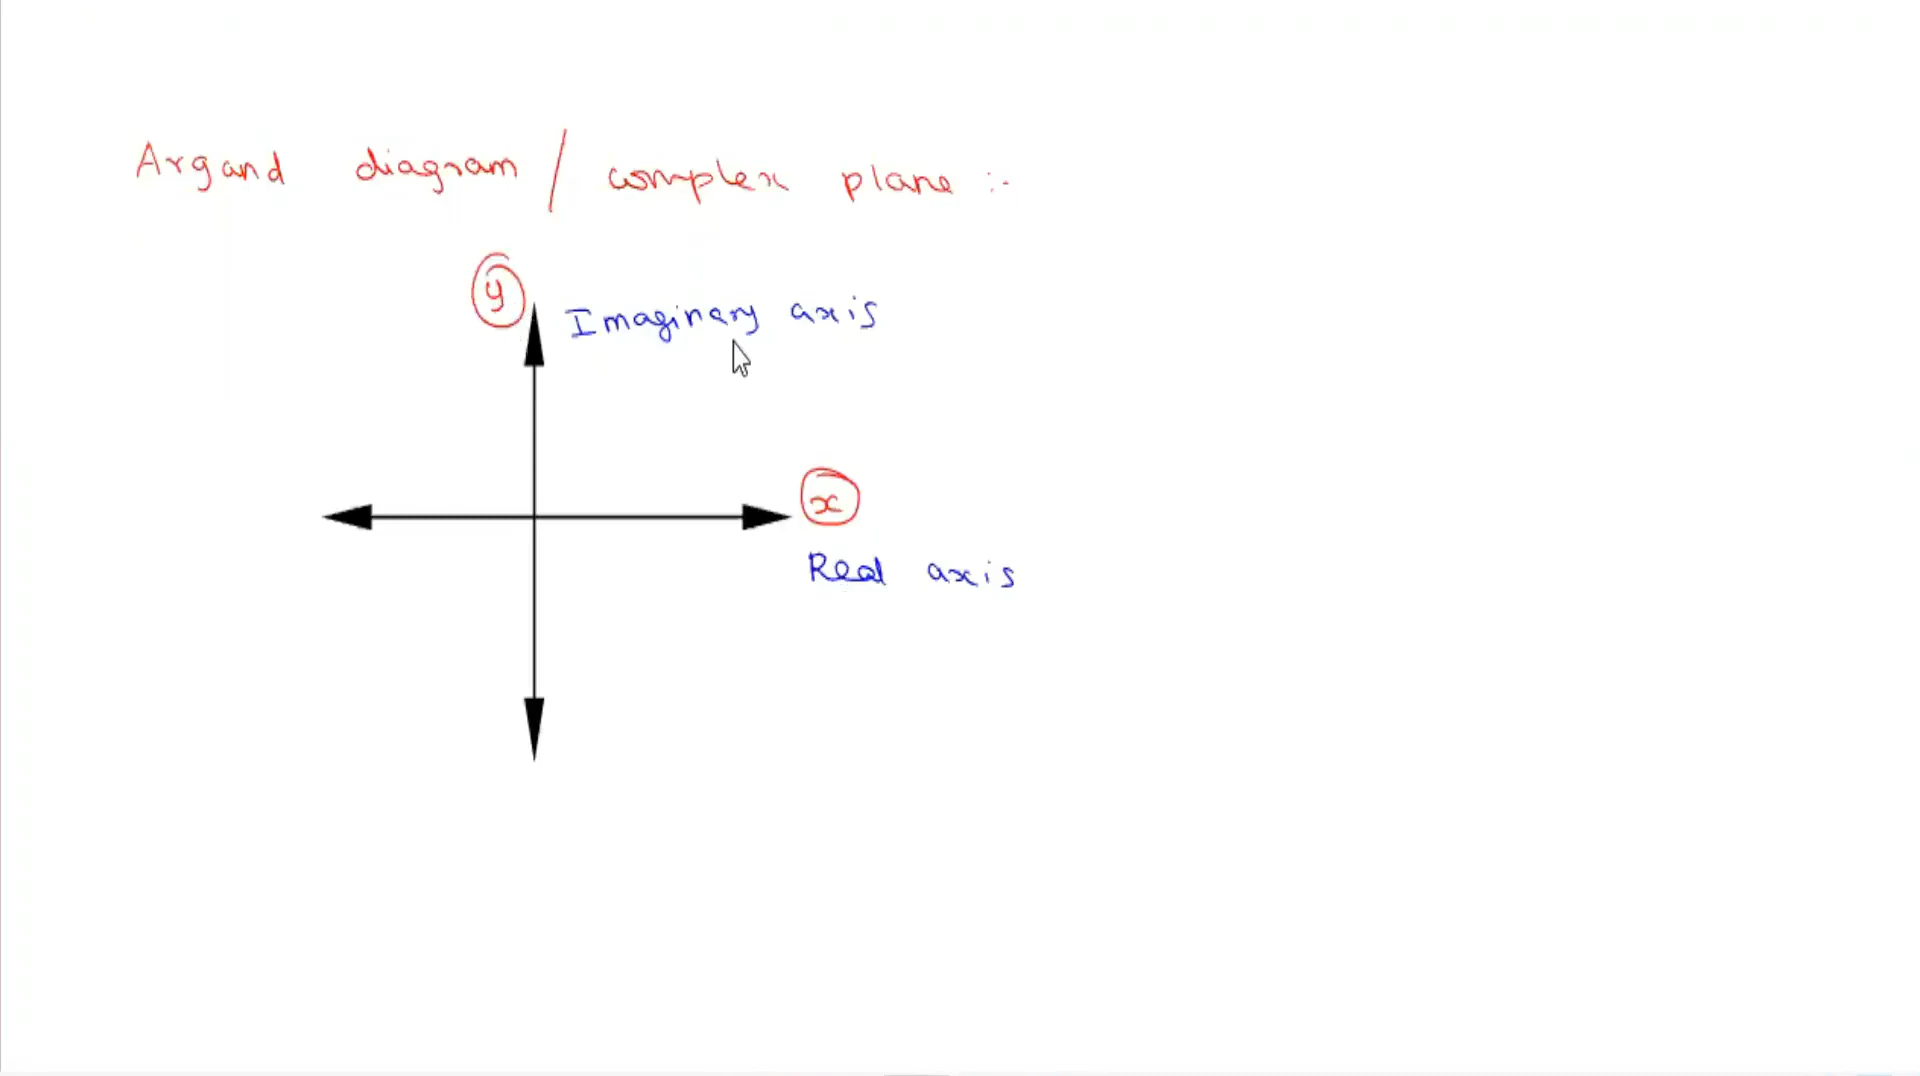 Argand diagram / complex plane :-
y
Imaginary axis
x
Real axis